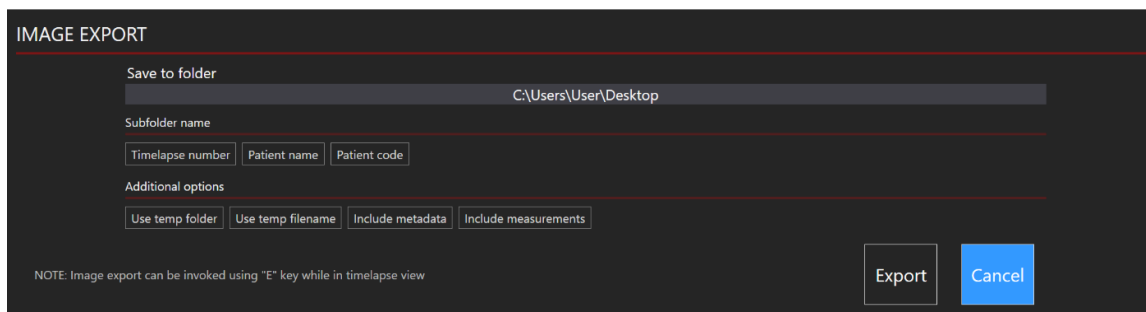 IMAGE EXPORT
Save to folder
C:\Users\User\Desktop
Subfolder name
Timelapse number Patient name Patient code
Additional options
Use temp folder Use temp filename Include metadata Include measurements
NOTE: Image export can be invoked using "E" key while in timelapse view
Export Cancel